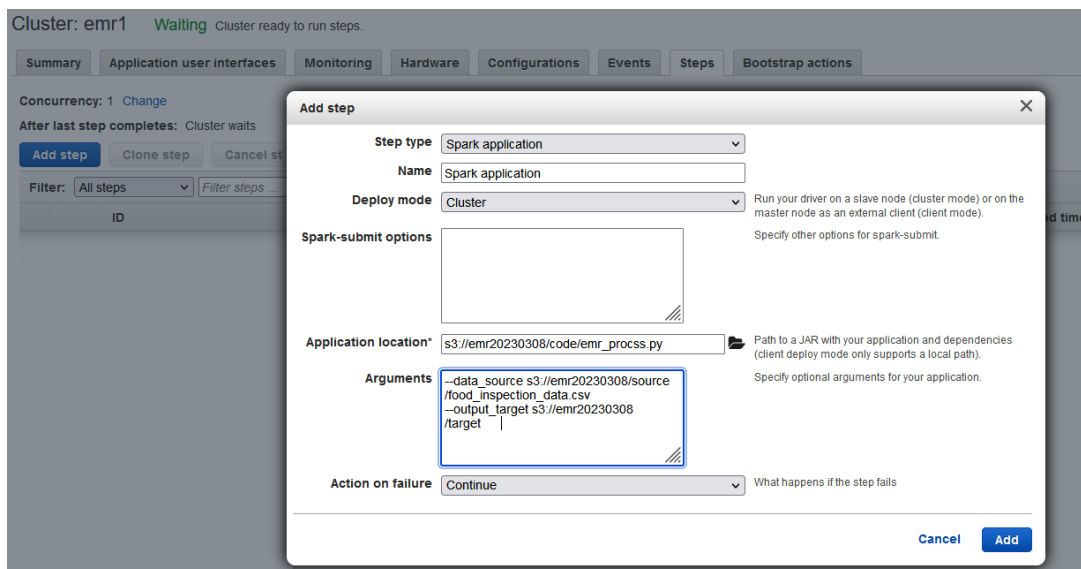 Cluster: emr1 Waiting Cluster ready to run steps.
Summary Application user interfaces Monitoring Hardware Configurations Events Steps Bootstrap actions
Concurrency: 1 Change
After last step completes: Cluster waits
Add step Clone step Cancel st
Filter: All steps Filter steps ...
ID
ed time
Add step
Step type Spark application
Name Spark application
Deploy mode Cluster
Run your driver on a slave node (cluster mode) or on the
master node as an external client (client mode).
Spark-submit options
Specify other options for spark-submit.
Application location* s3://emr20230308/code/emr_procss.py
Path to a JAR with your application and dependencies
(client deploy mode only supports a local path).
Arguments
--data_source s3://emr20230308/source
/food_inspection_data.csv
--output_target s3://emr20230308
/target
Specify optional arguments for your application.
Action on failure Continue
What happens if the step fails
Cancel Add